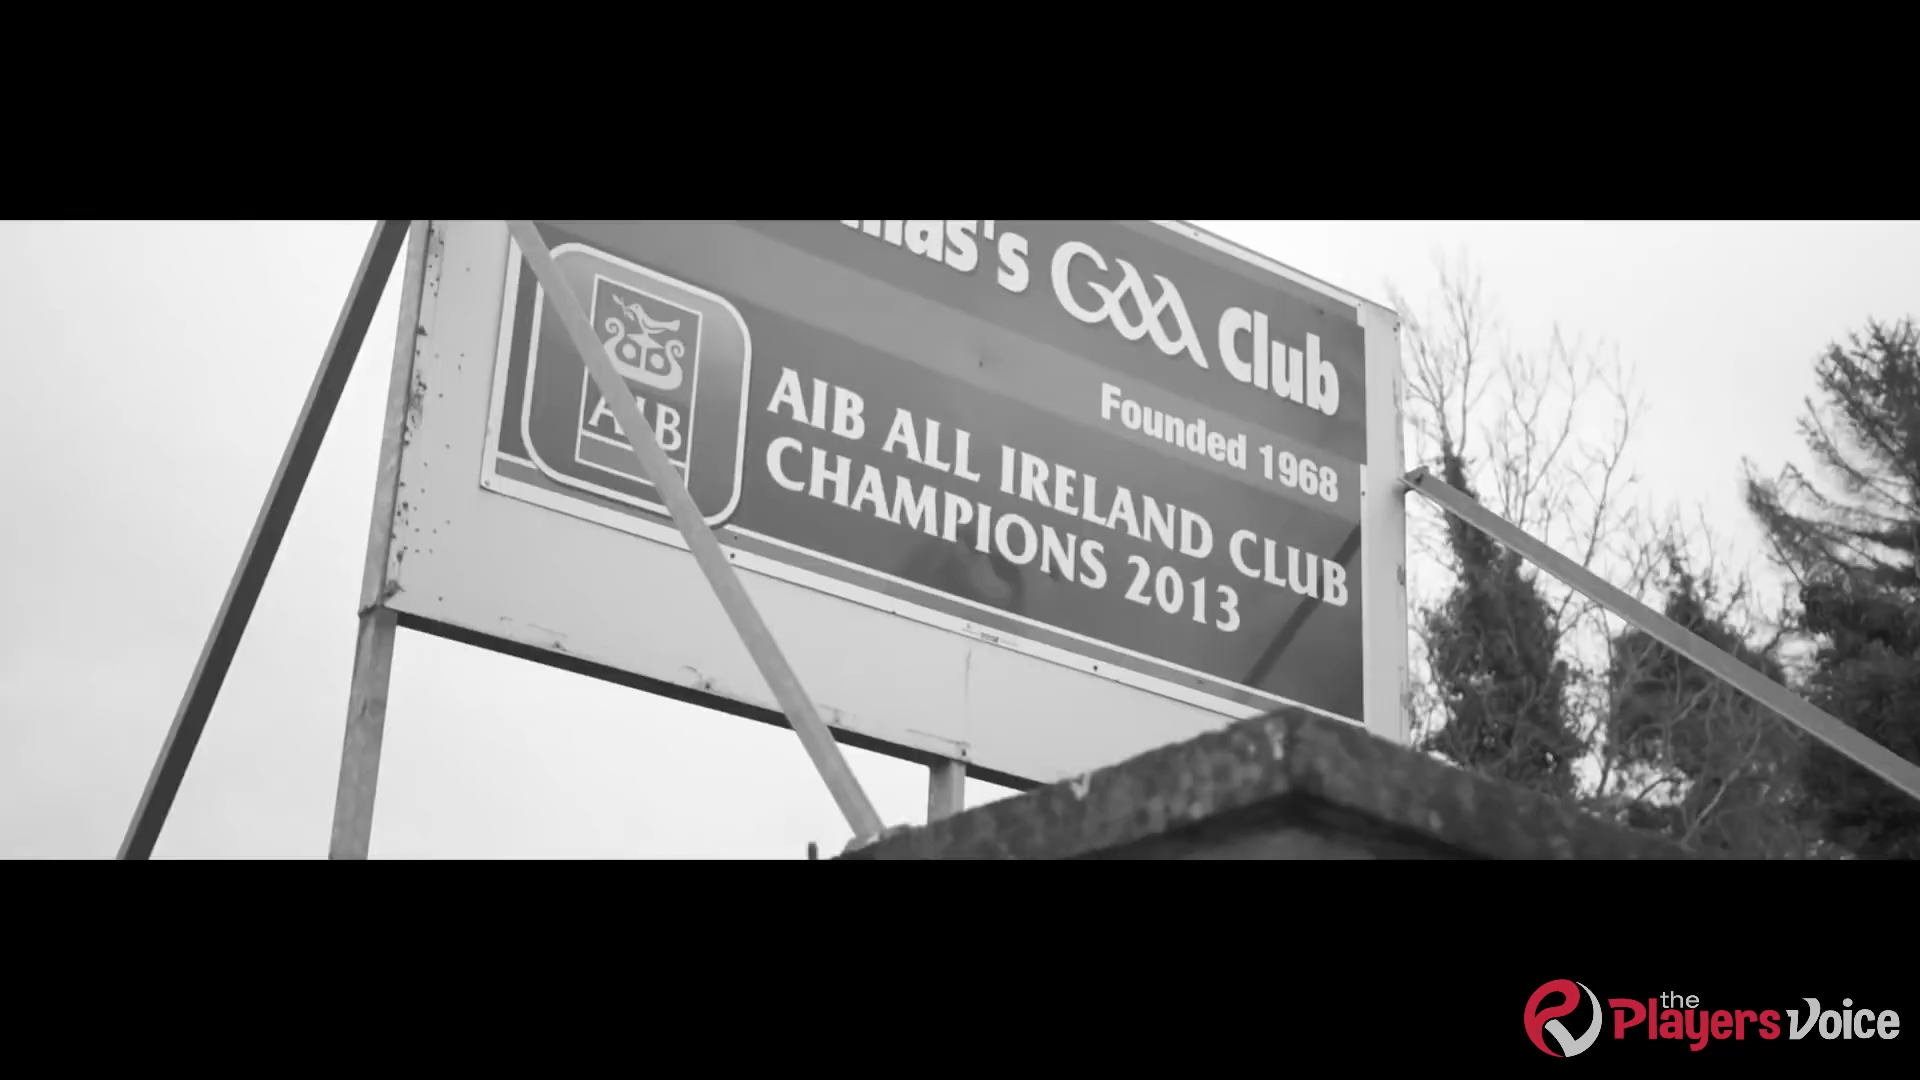 GAA Club
Founded 1968
AIB
AIB ALL IRELAND CLUB
CHAMPIONS 2013
the
Players Voice